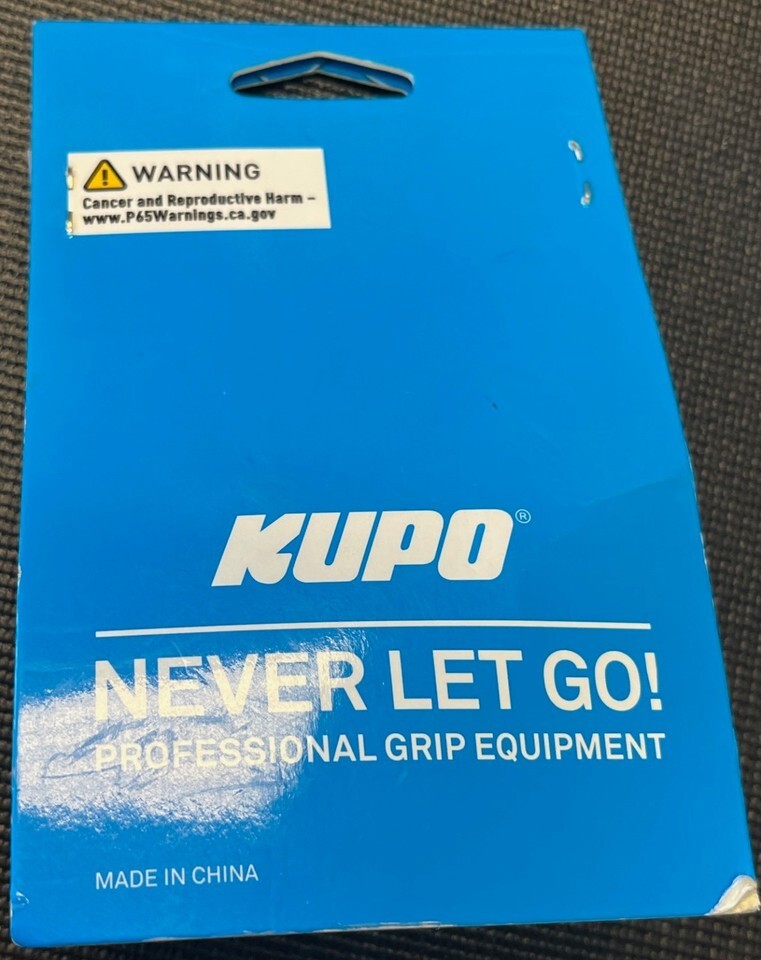 WARNING
Cancer and Reproductive Harm –
www.P65Warnings.ca.gov
KUPO®
NEVER LET GO!
PROFESSIONAL GRIP EQUIPMENT
MADE IN CHINA